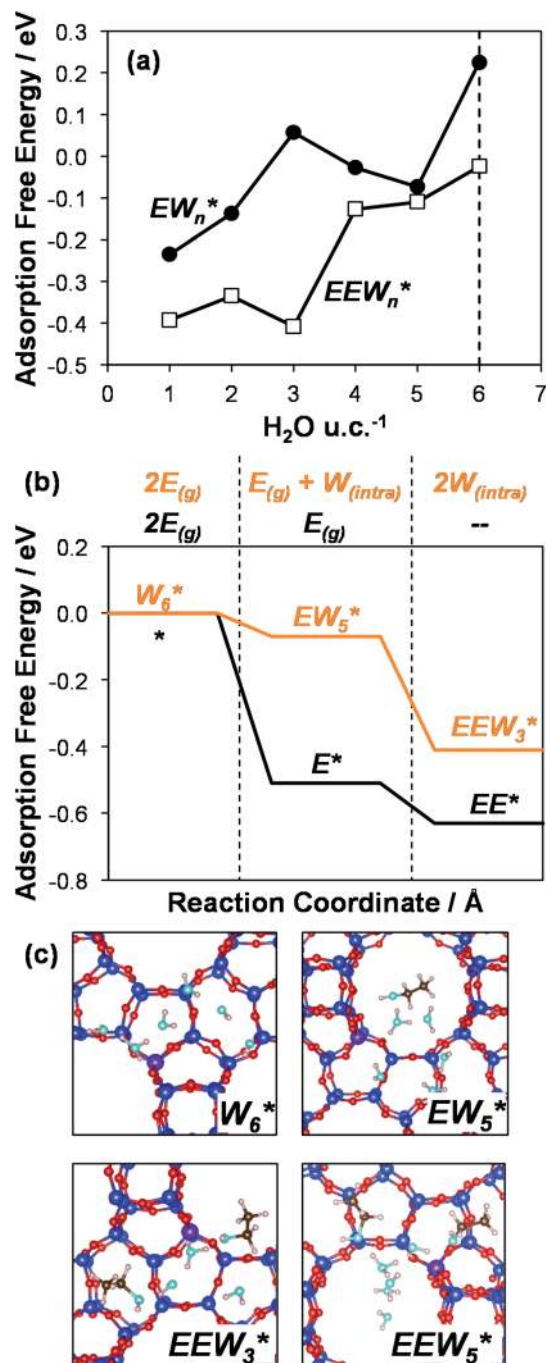 (a)
Adsorption Free Energy / eV
0.3
0.2
0.1
0.0
-0.1
-0.2
-0.3
-0.4
-0.5
EWn*
EEWn*
0 1 2 3 4 5 6 7
H2O u.c.-1
(b)
2E(g) E(g) + W(intra) 2W(intra)
2E(g) E(g) --
Adsorption Free Energy / eV
0.2
0.0
-0.2
-0.4
-0.6
-0.8
W6*
*
EW5*
EEW3*
E*
EE*
Reaction Coordinate / Å
(c)
W6*
EW5*
EEW3*
EEW5*